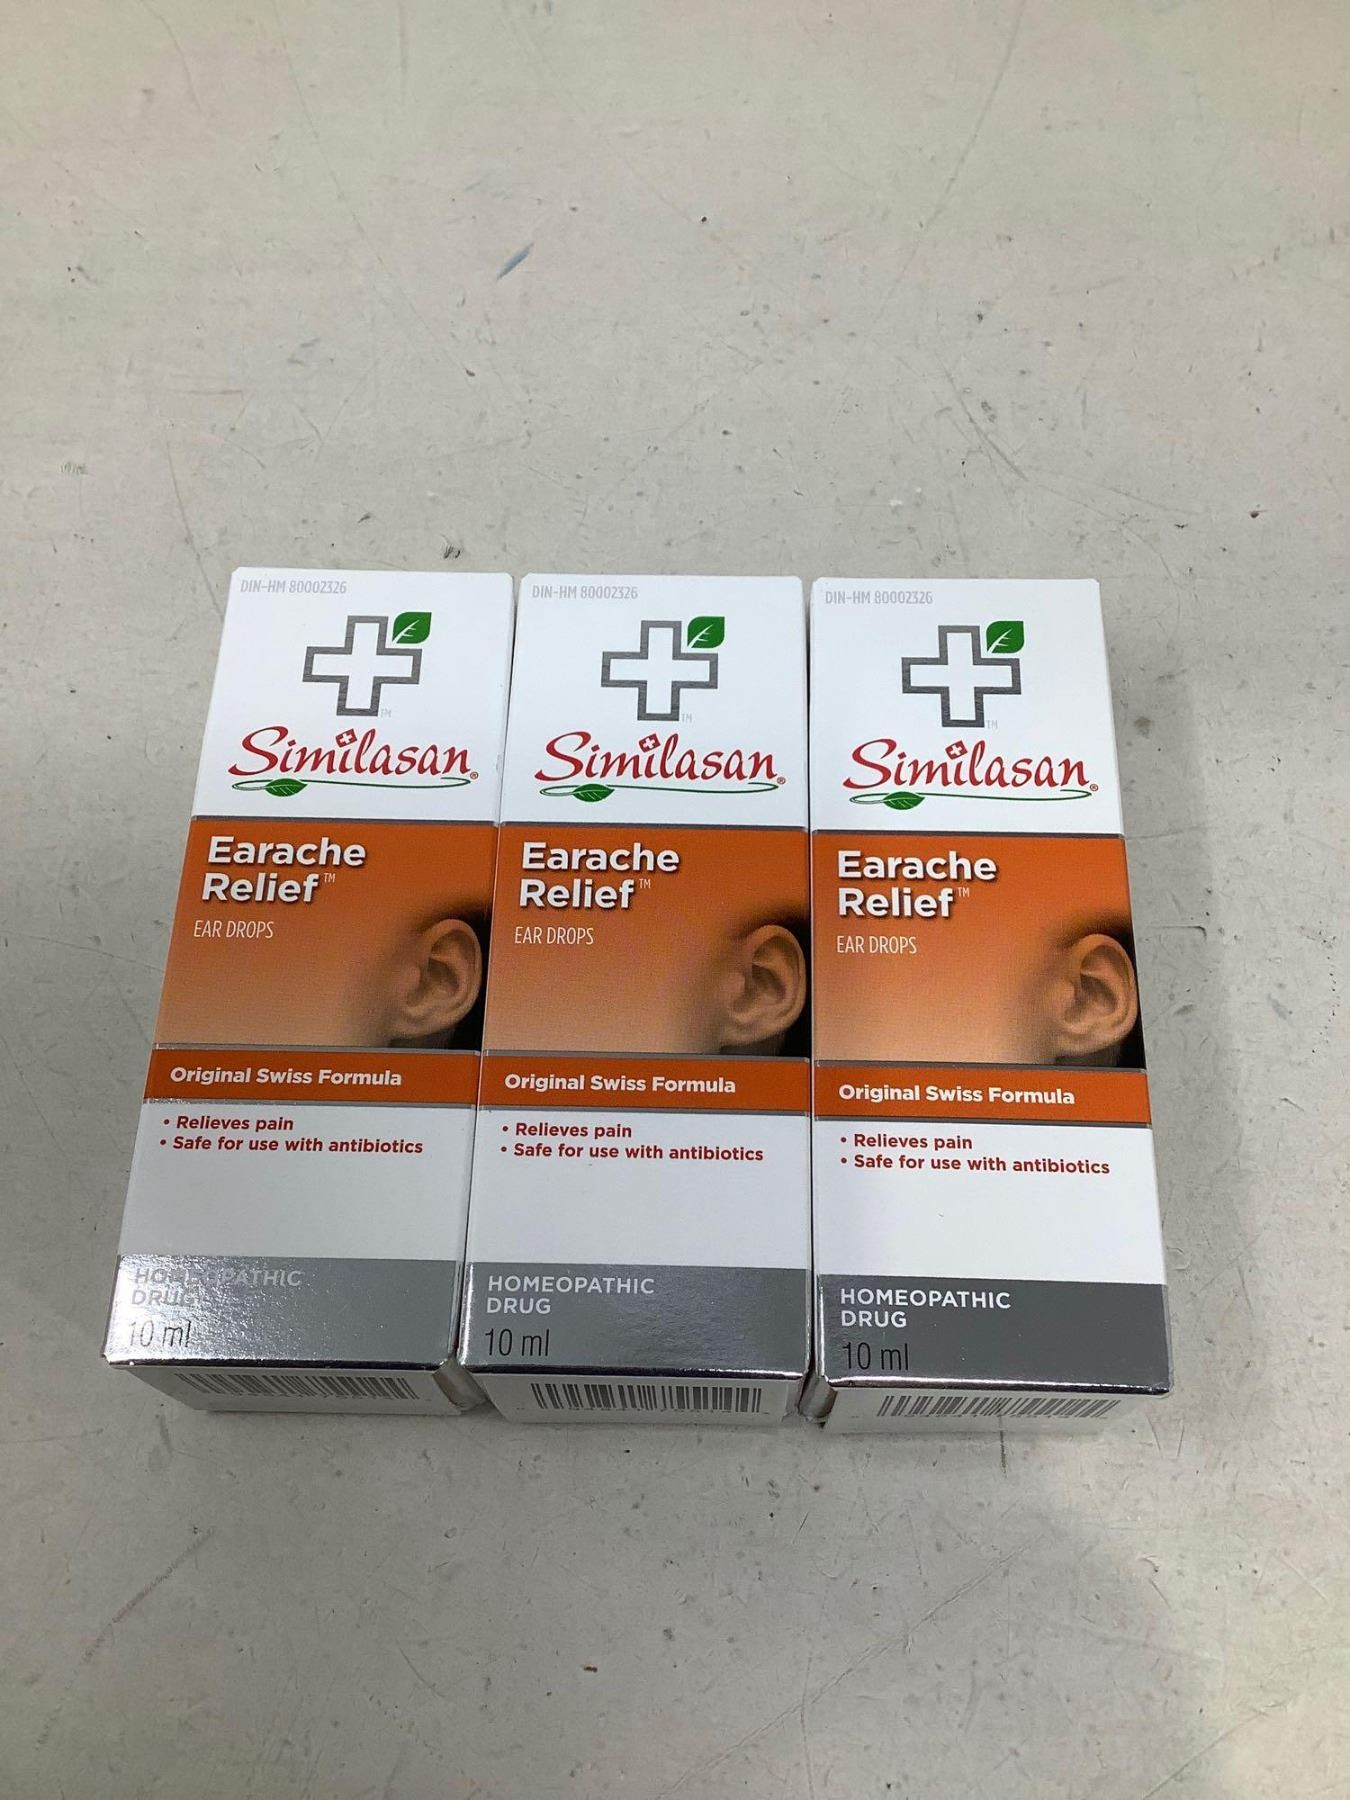 DIN-HM 80002326
TM
Similasan®
Earache
Relief™
EAR DROPS
Original Swiss Formula
• Relieves pain
• Safe for use with antibiotics
HOMEOPATHIC
DRUG
10 ml
DIN-HM 80002326
TM
Similasan®
Earache
Relief™
EAR DROPS
Original Swiss Formula
• Relieves pain
• Safe for use with antibiotics
HOMEOPATHIC
DRUG
10 ml
DIN-HM 80002326
TM
Similasan®
Earache
Relief™
EAR DROPS
Original Swiss Formula
• Relieves pain
• Safe for use with antibiotics
HOMEOPATHIC
DRUG
10 ml